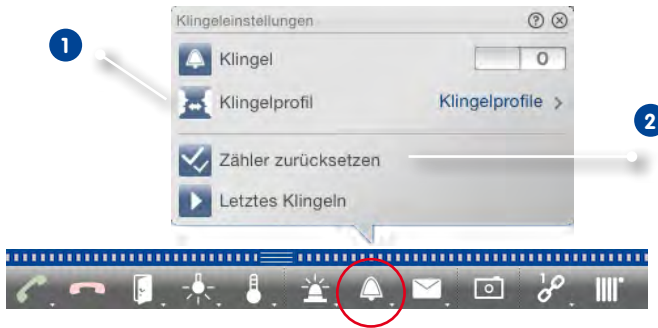 Klingeleinstellungen
1
Klingel 0
Klingelprofil Klingelprofile >
2
Zähler zurücksetzen
Letztes Klingeln
1